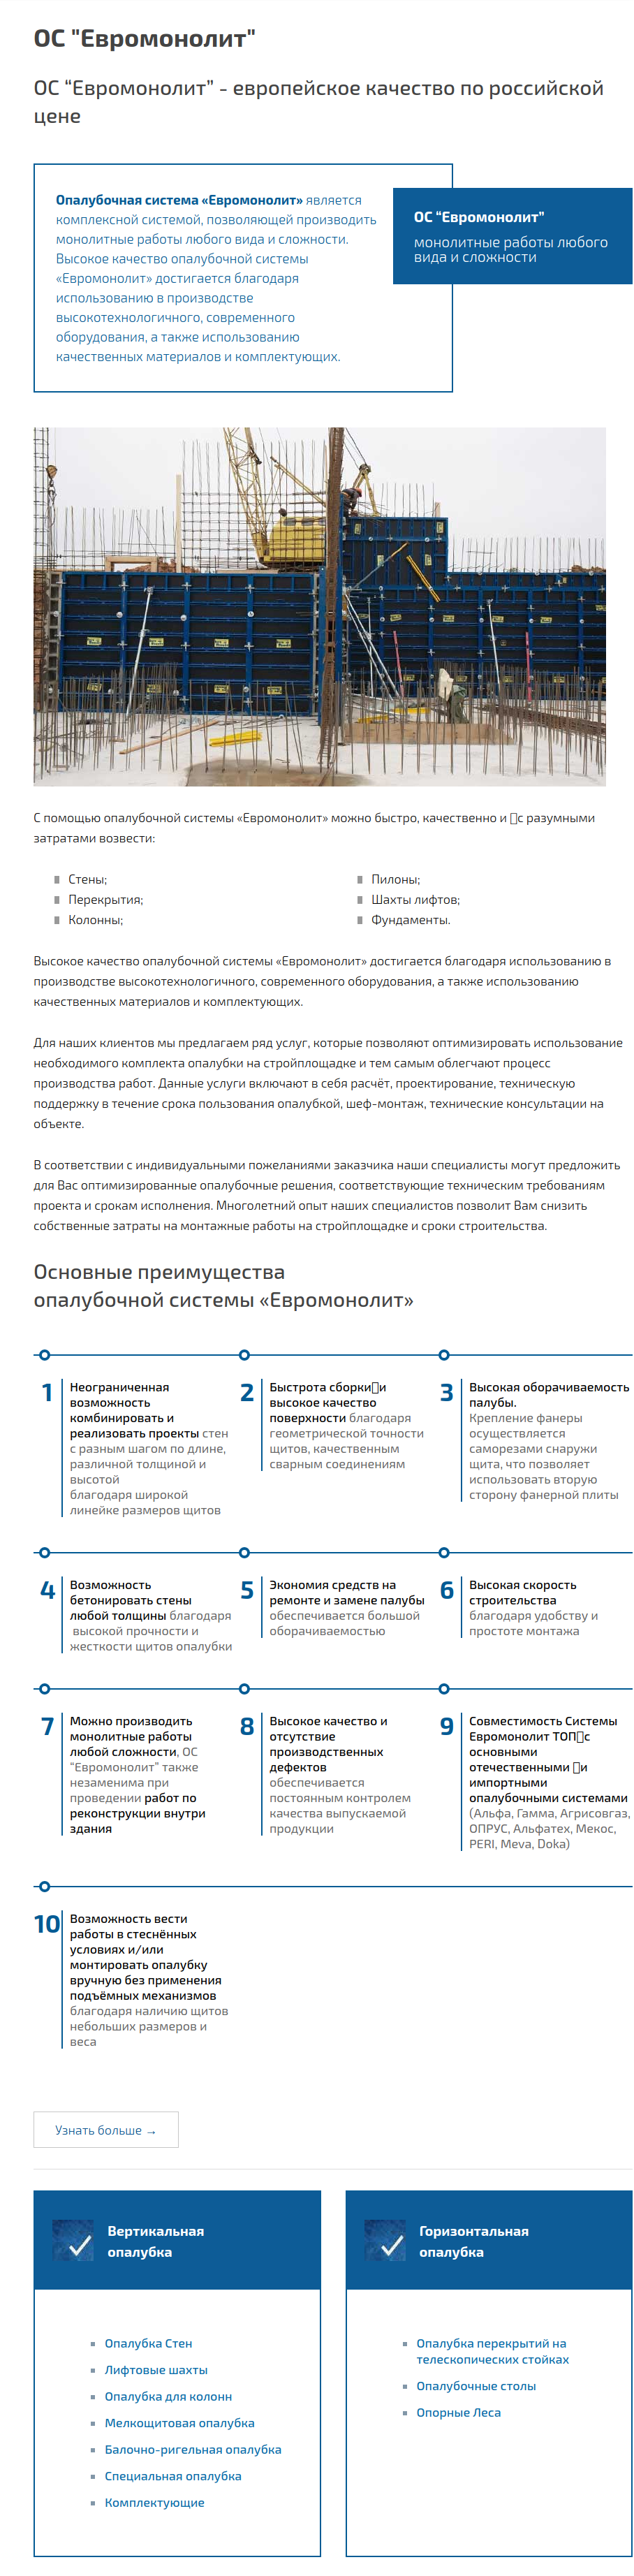 ОС "Евромонолит"
ОС “Евромонолит” - европейское качество по российской
цене
Опалубочная система «Евромонолит» является
комплексной системой, позволяющей производить
монолитные работы любого вида и сложности.
Высокое качество опалубочной системы
«Евромонолит» достигается благодаря
использованию в производстве
высокотехнологичного, современного
оборудования, а также использованию
качественных материалов и комплектующих.
ОС “Евромонолит”
монолитные работы любого
вида и сложности
С помощью опалубочной системы «Евромонолит» можно быстро, качественно и с разумными
затратами возвести:
Стены;
Перекрытия;
Колонны;
Пилоны;
Шахты лифтов;
Фундаменты.
Высокое качество опалубочной системы «Евромонолит» достигается благодаря использованию в
производстве высокотехнологичного, современного оборудования, а также использованию
качественных материалов и комплектующих.
Для наших клиентов мы предлагаем ряд услуг, которые позволяют оптимизировать использование
необходимого комплекта опалубки на стройплощадке и тем самым облегчают процесс
производства работ. Данные услуги включают в себя расчёт, проектирование, техническую
поддержку в течение срока пользования опалубкой, шеф-монтаж, технические консультации на
объекте.
В соответствии с индивидуальными пожеланиями заказчика наши специалисты могут предложить
для Вас оптимизированные опалубочные решения, соответствующие техническим требованиям
проекта и срокам исполнения. Многолетний опыт наших специалистов позволит Вам снизить
собственные затраты на монтажные работы на стройплощадке и сроки строительства.
Основные преимущества
опалубочной системы «Евромонолит»
1
Неограниченная
возможность
комбинировать и
реализовать проекты стен
с разным шагом по длине,
различной толщиной и
высотой
благодаря широкой
линейке размеров щитов
2
Быстрота сборки и
высокое качество
поверхности благодаря
геометрической точности
щитов, качественным
сварным соединениям
3
Высокая оборачиваемость
палубы.
Крепление фанеры
осуществляется
саморезами снаружи
щита, что позволяет
использовать вторую
сторону фанерной плиты
4
Возможность
бетонировать стены
любой толщины благодаря
высокой прочности и
жесткости щитов опалубки
5
Экономия средств на
ремонте и замене палубы
обеспечивается большой
оборачиваемостью
6
Высокая скорость
строительства
благодаря удобству и
простоте монтажа
7
Можно производить
монолитные работы
любой сложности, ОС
“Евромонолит” также
незаменима при
проведении работ по
реконструкции внутри
здания
8
Высокое качество и
отсутствие
производственных
дефектов
обеспечивается
постоянным контролем
качества выпускаемой
продукции
9
Совместимость Системы
Евромонолит ТОП с
основными
отечественными и
импортными
опалубочными системами
(Альфа, Гамма, Агрисовгаз,
ОПРУС, Альфатех, Мекос,
PERI, Meva, Doka)
10
Возможность вести
работы в стеснённых
условиях и/или
монтировать опалубку
вручную без применения
подъёмных механизмов
благодаря наличию щитов
небольших размеров и
веса
Узнать больше →
Вертикальная
опалубка
Опалубка Стен
Лифтовые шахты
Опалубка для колонн
Мелкощитовая опалубка
Балочно-ригельная опалубка
Специальная опалубка
Комплектующие
Горизонтальная
опалубка
Опалубка перекрытий на
телескопических стойках
Опалубочные столы
Опорные Леса